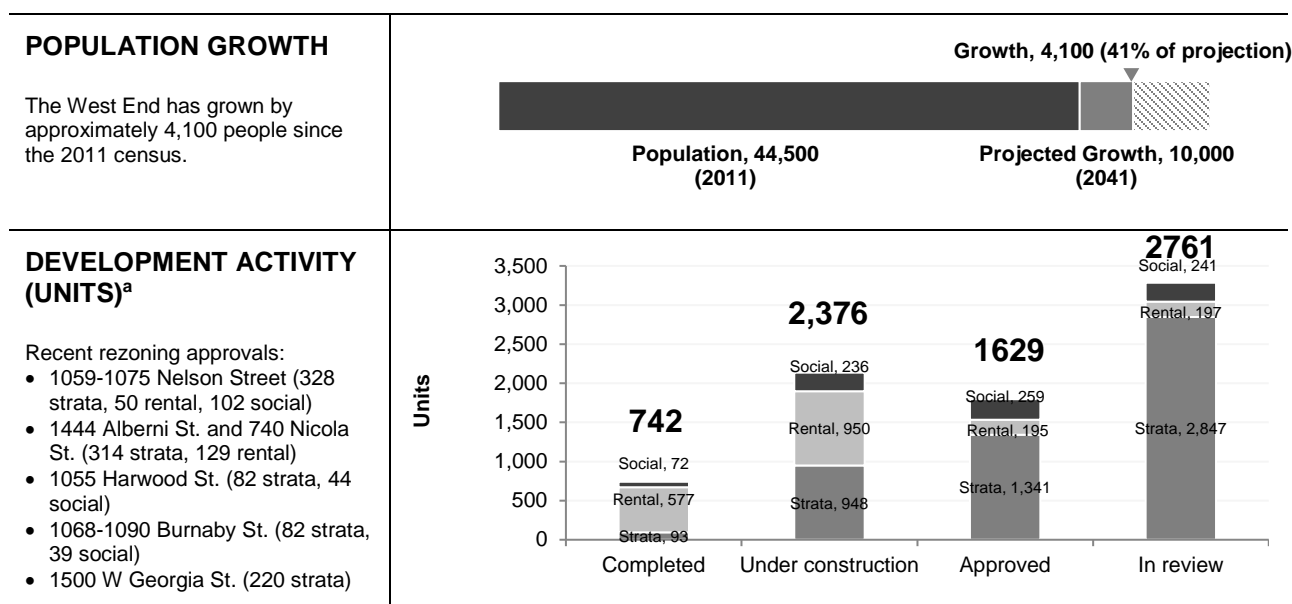 POPULATION GROWTH
The West End has grown by
approximately 4,100 people since
the 2011 census.
Growth, 4,100 (41% of projection)
Population, 44,500
(2011)
Projected Growth, 10,000
(2041)
DEVELOPMENT ACTIVITY
(UNITS)ª
Recent rezoning approvals:
• 1059-1075 Nelson Street (328
strata, 50 rental, 102 social)
• 1444 Alberni St. and 740 Nicola
St. (314 strata, 129 rental)
• 1055 Harwood St. (82 strata, 44
social)
• 1068-1090 Burnaby St. (82 strata,
39 social)
• 1500 W Georgia St. (220 strata)
Units
3,500
3,000
2,500
2,000
1,500
1,000
500
0
742
Social, 72
Rental, 577
Strata, 93
Completed
2,376
Social, 236
Rental, 950
Strata, 948
Under construction
1629
Social, 259
Rental, 195
Strata, 1,341
Approved
2761
Social, 241
Rental, 197
Strata, 2,847
In review